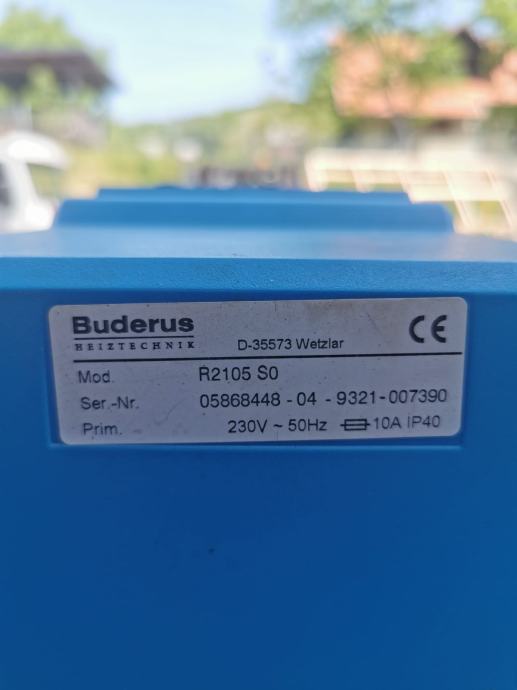 Buderus
HEIZTECHNIK
D-35573 Wetzlar
CE
Mod. R2105 S0
Ser.-Nr. 05868448 - 04 - 9321 - 007390
Prim. 230V ~ 50Hz 10A IP40